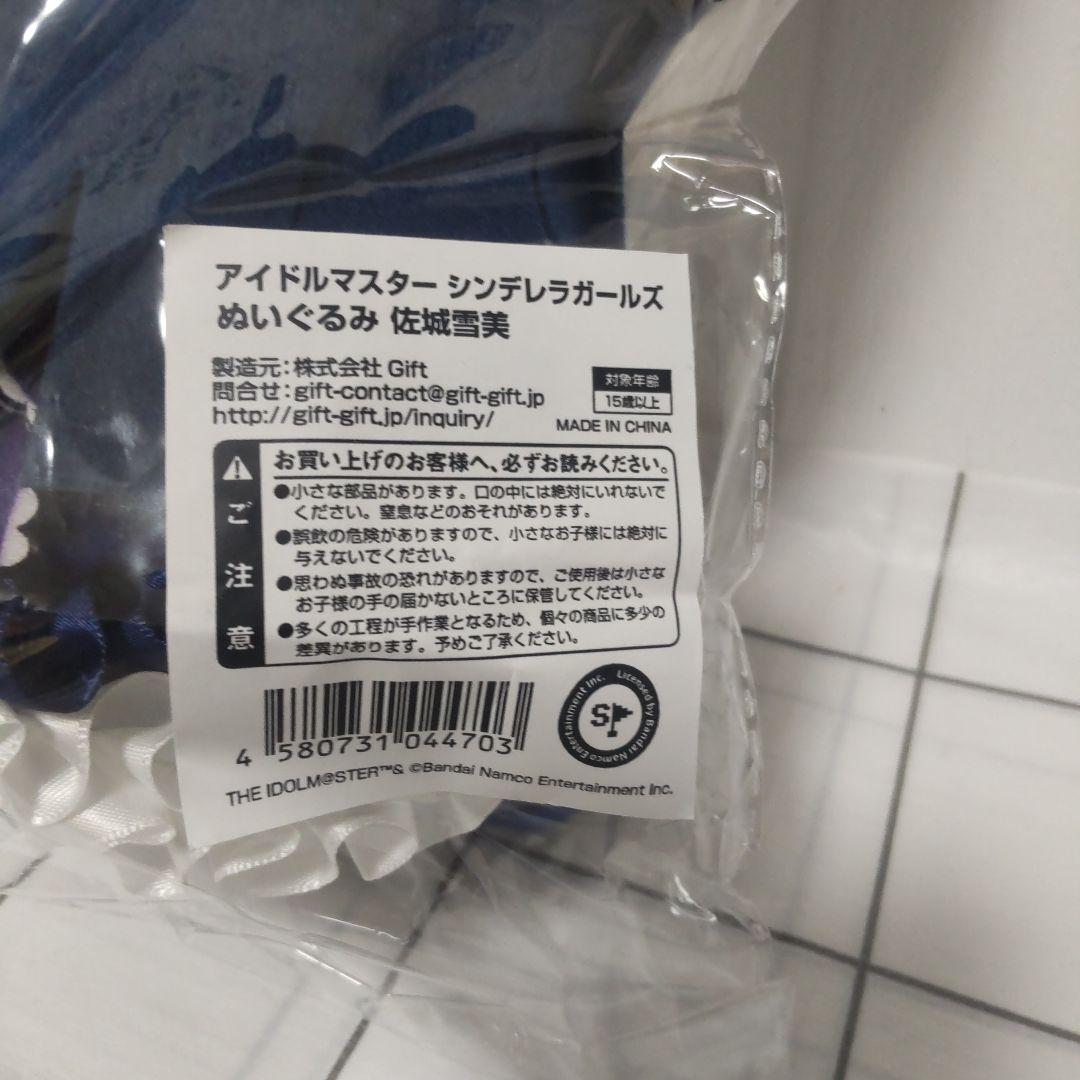 アイドルマスター シンデレラガールズ
ぬいぐるみ 佐城雪美
製造元：株式会社 Gift
問合せ：gift-contact@gift-gift.jp
http://gift-gift.jp/inquiry/
対象年齢
15歳以上
MADE IN CHINA
ご注意
お買い上げのお客様へ、必ずお読みください。
●小さな部品があります。口の中には絶対にいれないで
ください。窒息などのおそれがあります。
●誤飲の危険がありますので、小さなお子様には絶対に
与えないでください。
●思わぬ事故の恐れがありますので、ご使用後は小さな
お子様の手の届かないところに保管してください。
●多くの工程が手作業となるため、個々の商品に多少の
差異があります。予めご了承ください。
4 580731 044703
Licensed by Bandai Namco Entertainment Inc.
S
THE IDOLM@STER™& ©Bandai Namco Entertainment Inc.